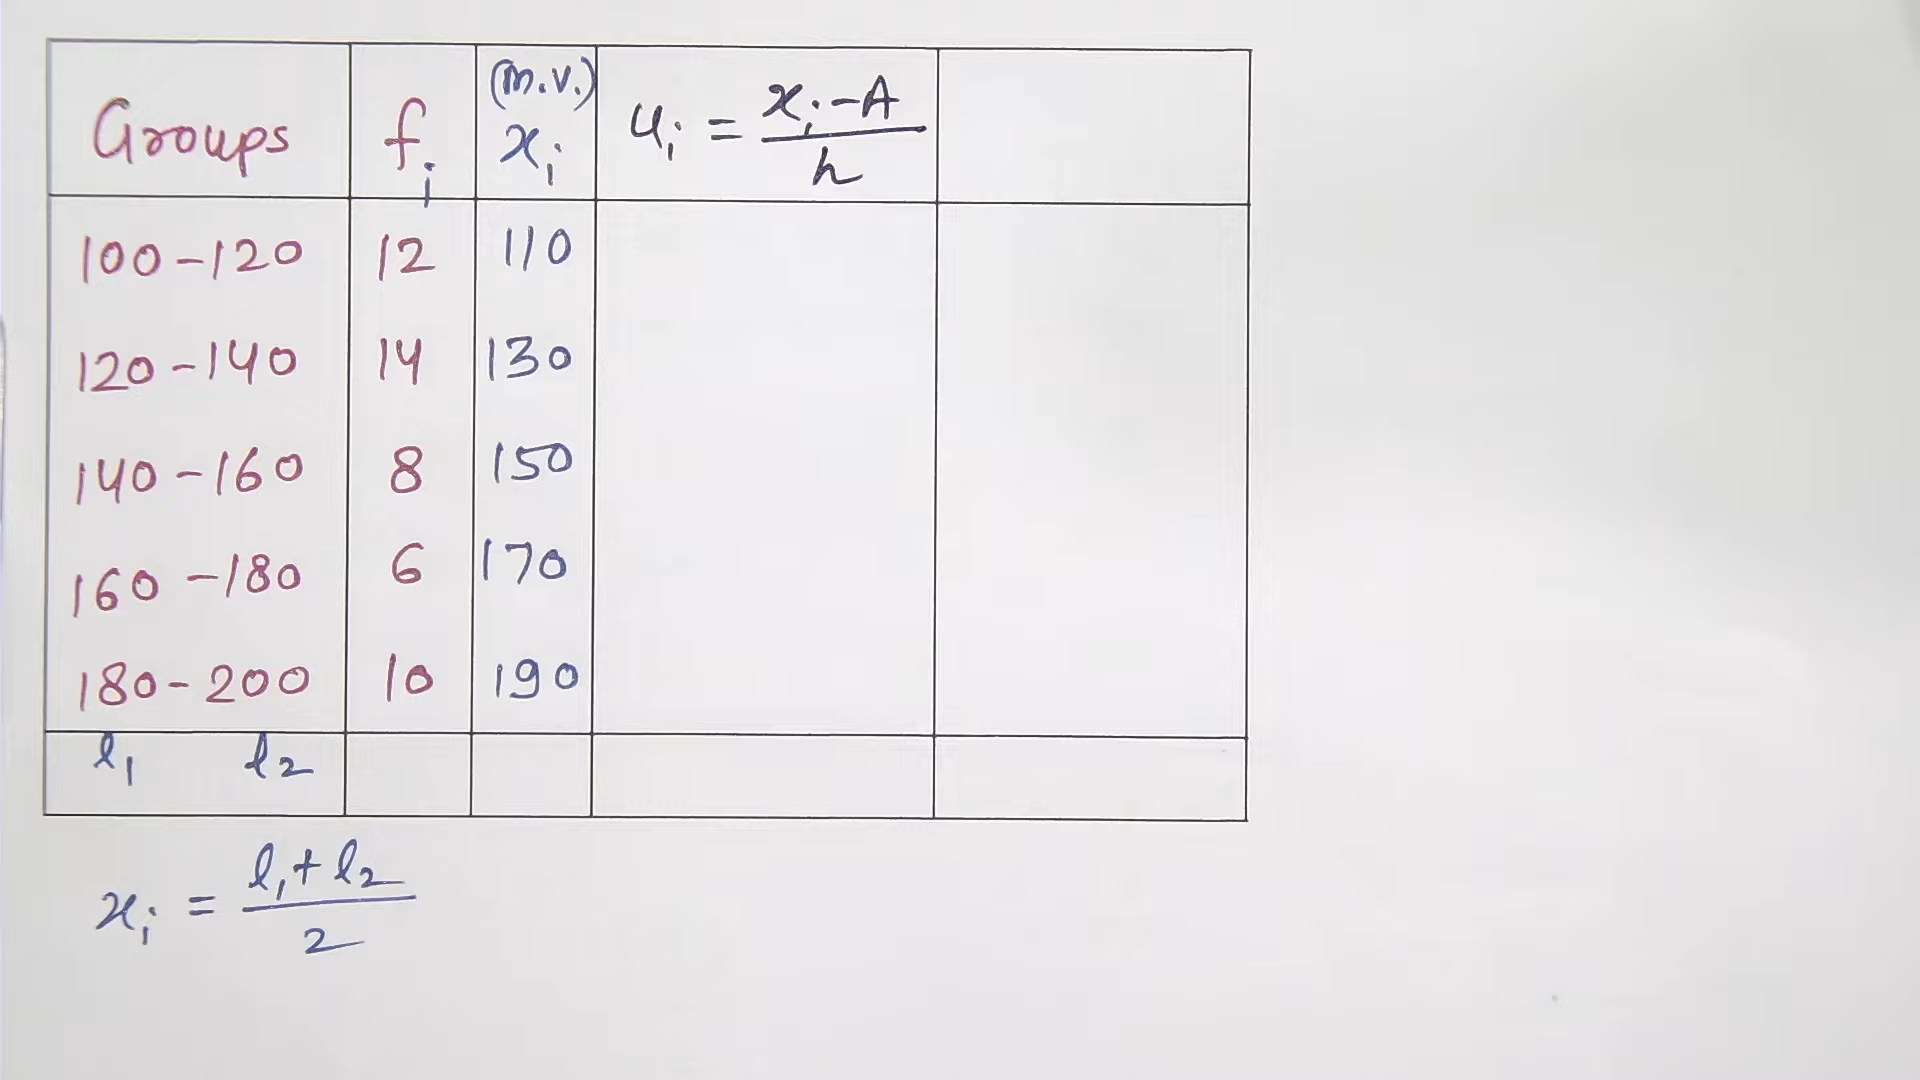 Groups f_i (m.v.) x_i u_i = (x_i - A)/h
100-120 12 110
120-140 14 130
140-160 8 150
160-180 6 170
180-200 10 190
l_1 l_2
x_i = (l_1 + l_2)/2